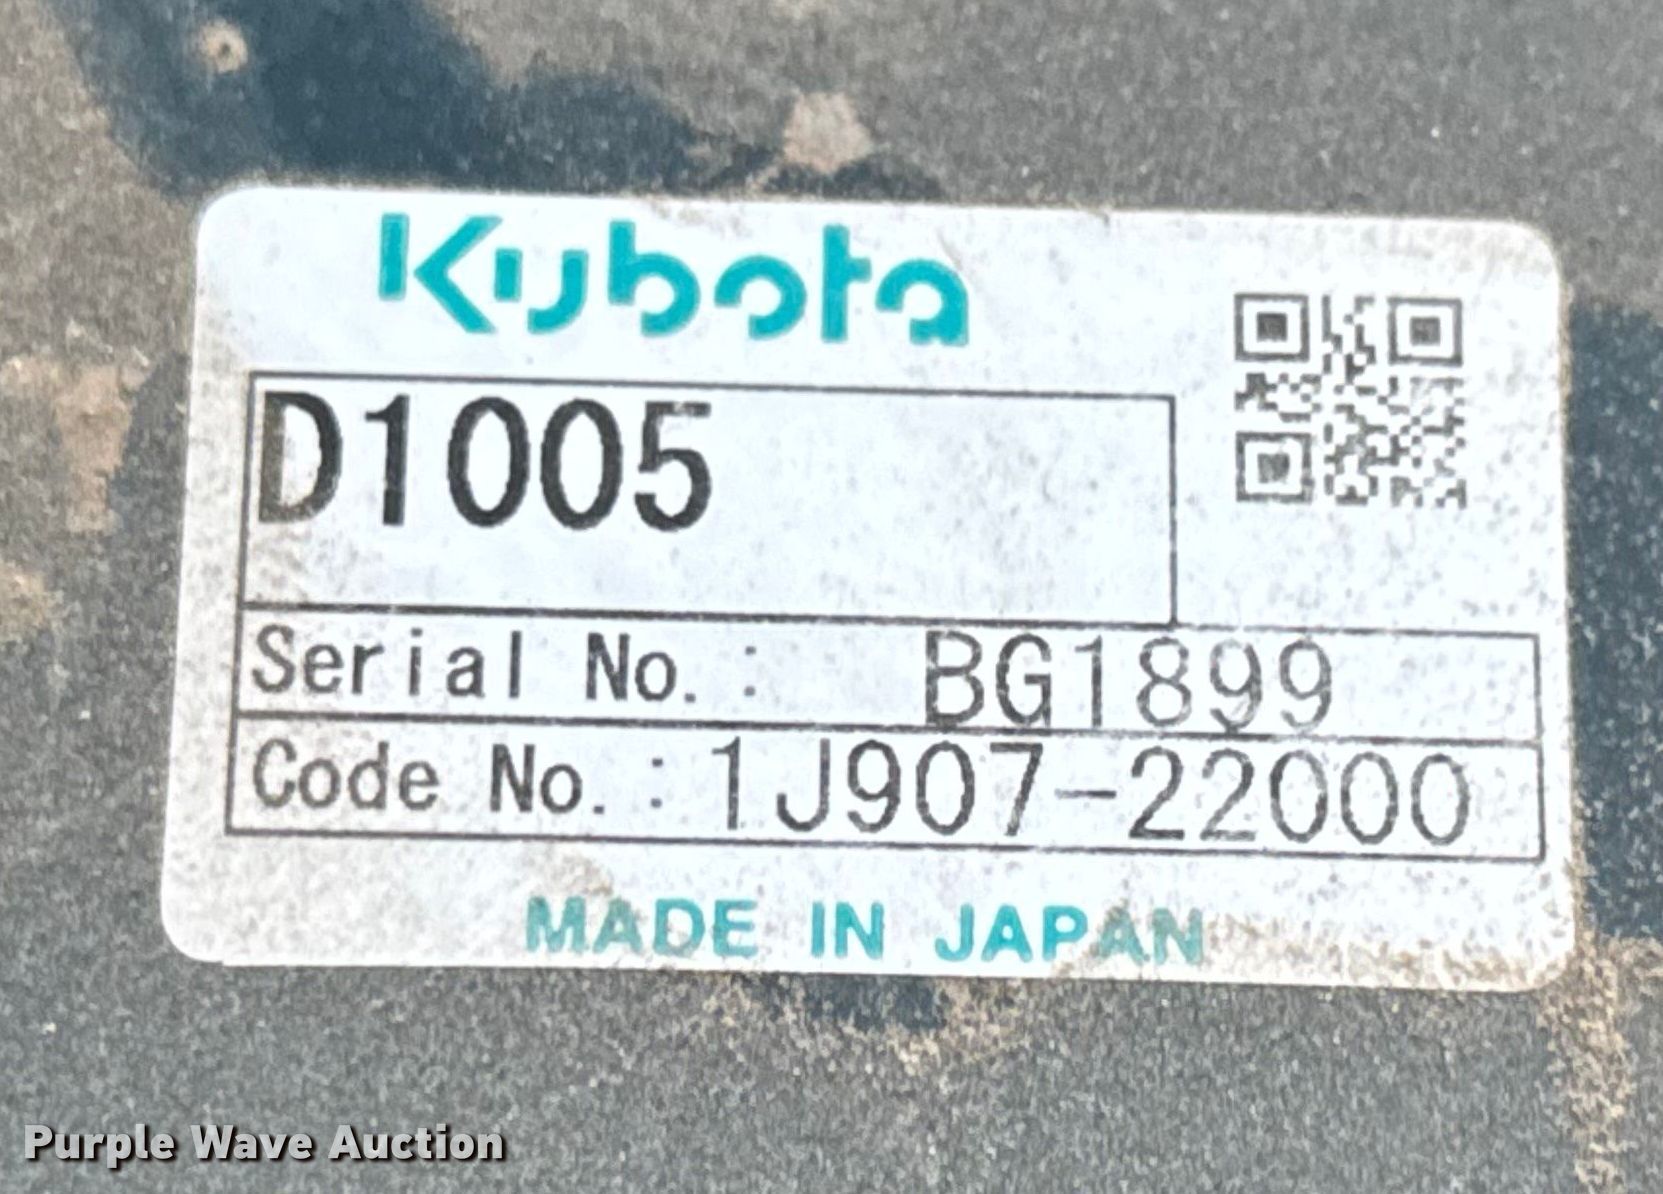 Kubota
D1005
Serial No.: BG1899
Code No.: 1J907-22000
MADE IN JAPAN
Purple Wave Auction